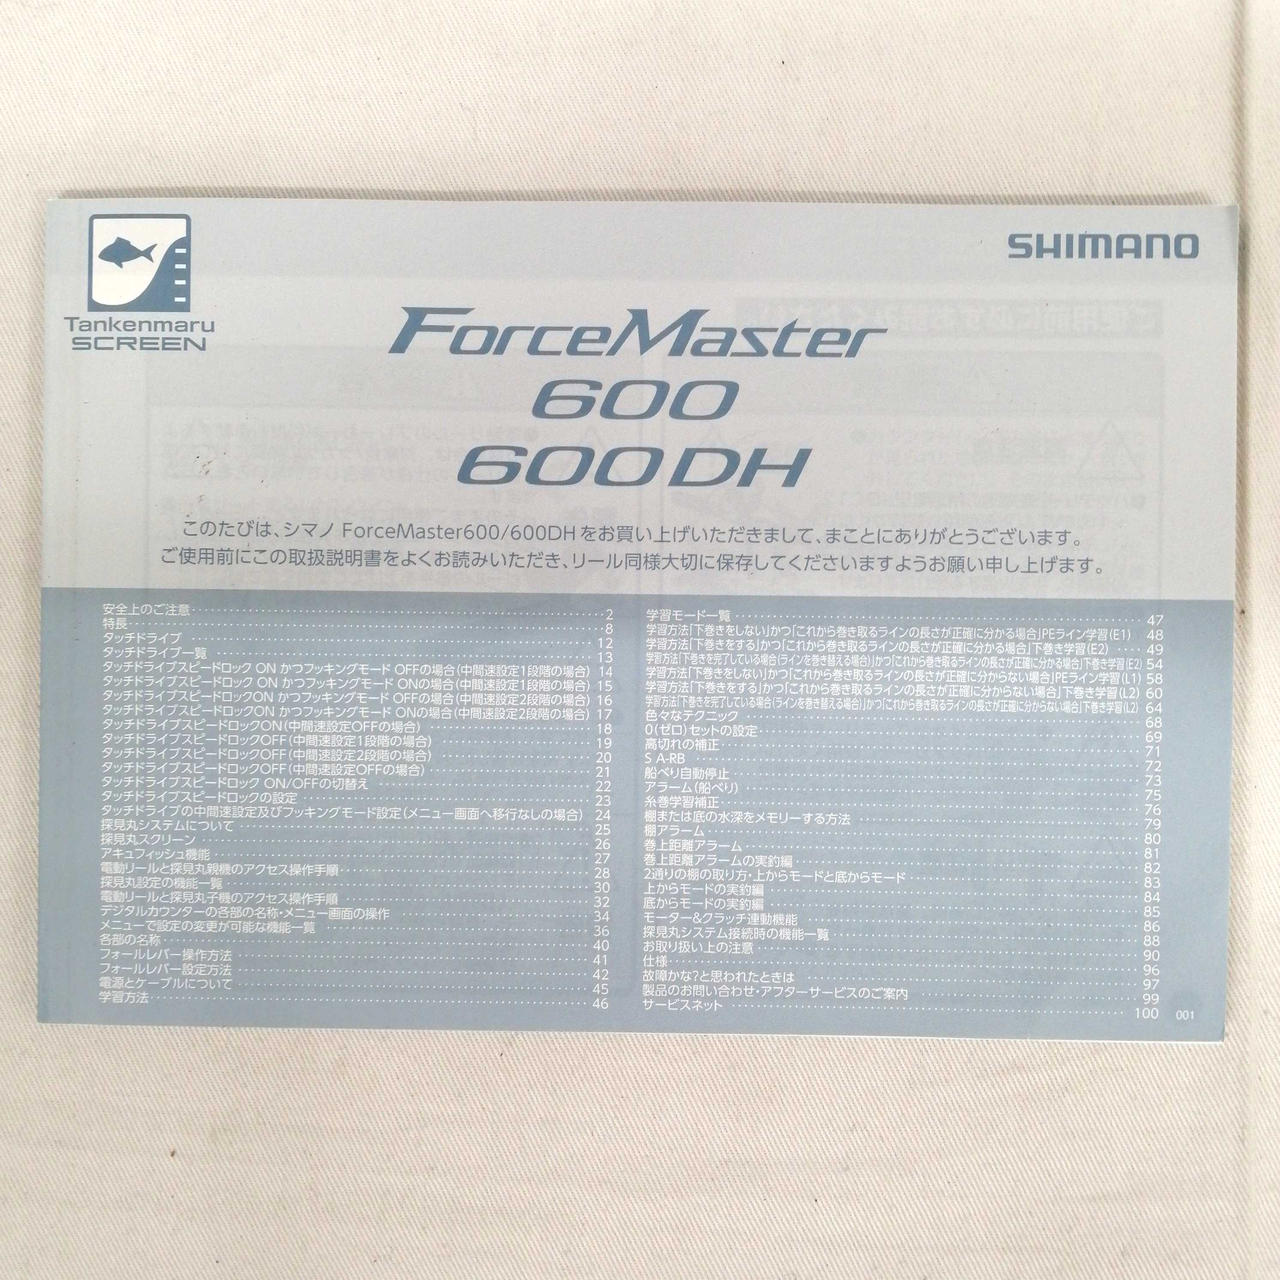 Tankenmaru
SCREEN
SHIMANO
ForceMaster
600
600DH
このたびは、シマノ ForceMaster600/600DHをお買い上げいただきまして、まことにありがとうございます。
ご使用前にこの取扱説明書をよくお読みいただき、リール同様大切に保存してくださいますようお願い申し上げます。
安全上のご注意 2
特長 8
タッチドライブ 12
タッチドライブ一覧 13
タッチドライブスピードロック ON かつフッキングモード OFFの場合(中間速設定1段階の場合) 14
タッチドライブスピードロック ON かつフッキングモード ONの場合(中間速設定1段階の場合) 15
タッチドライブスピードロックON かつフッキングモード OFFの場合(中間速設定2段階の場合) 16
タッチドライブスピードロックON かつフッキングモード ONの場合(中間速設定2段階の場合) 17
タッチドライブスピードロックON(中間速設定OFFの場合) 18
タッチドライブスピードロックOFF(中間速設定1段階の場合) 19
タッチドライブスピードロックOFF(中間速設定2段階の場合) 20
タッチドライブスピードロックOFF(中間速設定OFFの場合) 21
タッチドライブスピードロック ON/OFFの切替え 22
タッチドライブスピードロックの設定 23
タッチドライブの中間速設定及びフッキングモード設定(メニュー画面へ移行なしの場合) 24
探見丸システムについて 25
探見丸スクリーン 26
アキュフィッシュ機能 27
電動リールと探見丸親機のアクセス操作手順 28
探見丸設定の機能一覧 30
電動リールと探見丸子機のアクセス操作手順 32
デジタルカウンターの各部の名称・メニュー画面の操作 34
メニューで設定の変更が可能な機能一覧 36
各部の名称 40
フォールレバー操作方法 41
フォールレバー設定方法 42
電源とケーブルについて 45
学習方法 46
学習モード一覧 47
学習方法「下巻きをしない」かつ「これから巻き取るラインの長さが正確に分かる場合」PEライン学習(E1) 48
学習方法「下巻きをする」かつ「これから巻き取るラインの長さが正確に分かる場合」下巻き学習(E2) 49
学習方法「下巻きを完了している場合(ラインを巻き替える場合)」かつ「これから巻き取るラインの長さが正確に分かる場合」下巻き学習(E2) 54
学習方法「下巻きをしない」かつ「これから巻き取るラインの長さが正確に分からない場合」PEライン学習(L1) 58
学習方法「下巻きをする」かつ「これから巻き取るラインの長さが正確に分からない場合」下巻き学習(L2) 60
学習方法「下巻きを完了している場合(ラインを巻き替える場合)」かつ「これから巻き取るラインの長さが正確に分からない場合」下巻き学習(L2) 64
色々なテクニック 68
0(ゼロ)セットの設定 69
高切れの補正 71
S A-RB 72
船べり自動停止 73
アラーム(船べり) 75
糸巻学習補正 76
棚または底の水深をメモリーする方法 79
棚アラーム 80
巻上距離アラーム 81
巻上距離アラームの実釣編 82
2通りの棚の取り方・上からモードと底からモード 83
上からモードの実釣編 84
底からモードの実釣編 85
モーター&クラッチ連動機能 86
探見丸システム接続時の機能一覧 88
お取り扱い上の注意 90
仕様 96
故障かな?と思われたときは 97
製品のお問い合わせ・アフターサービスのご案内 99
サービスネット 100
001